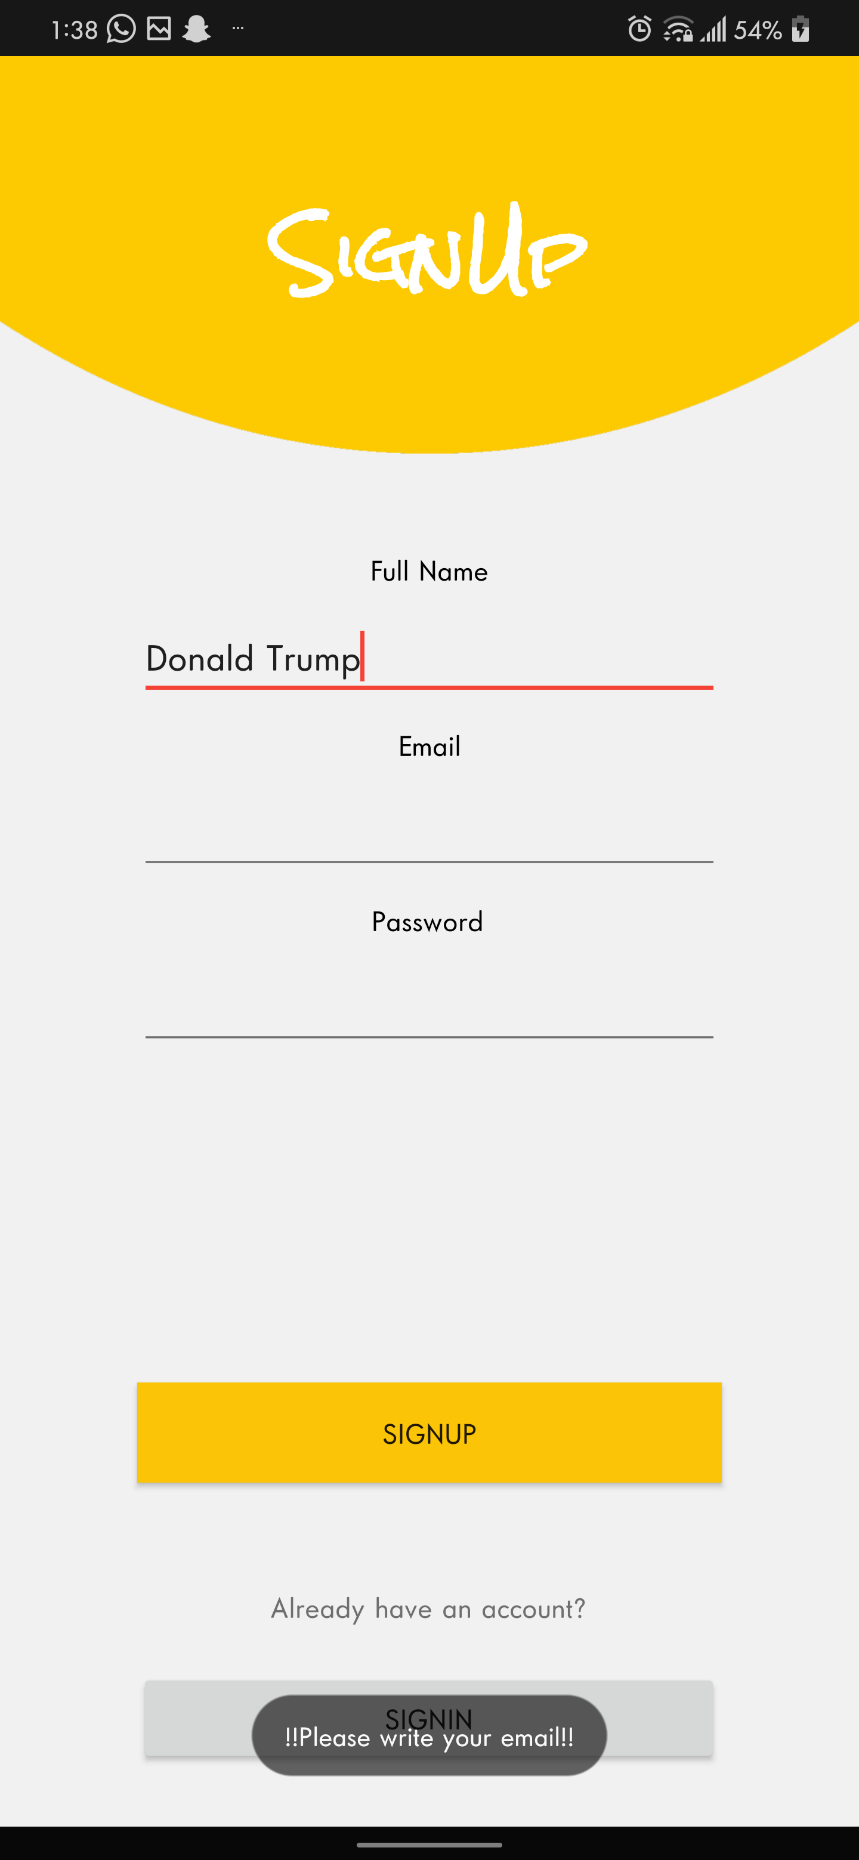 1:38 ... 54%
SignUp
Full Name
Donald Trump
Email
Password
SIGNUP
Already have an account?
SIGNIN
!!Please write your email!!